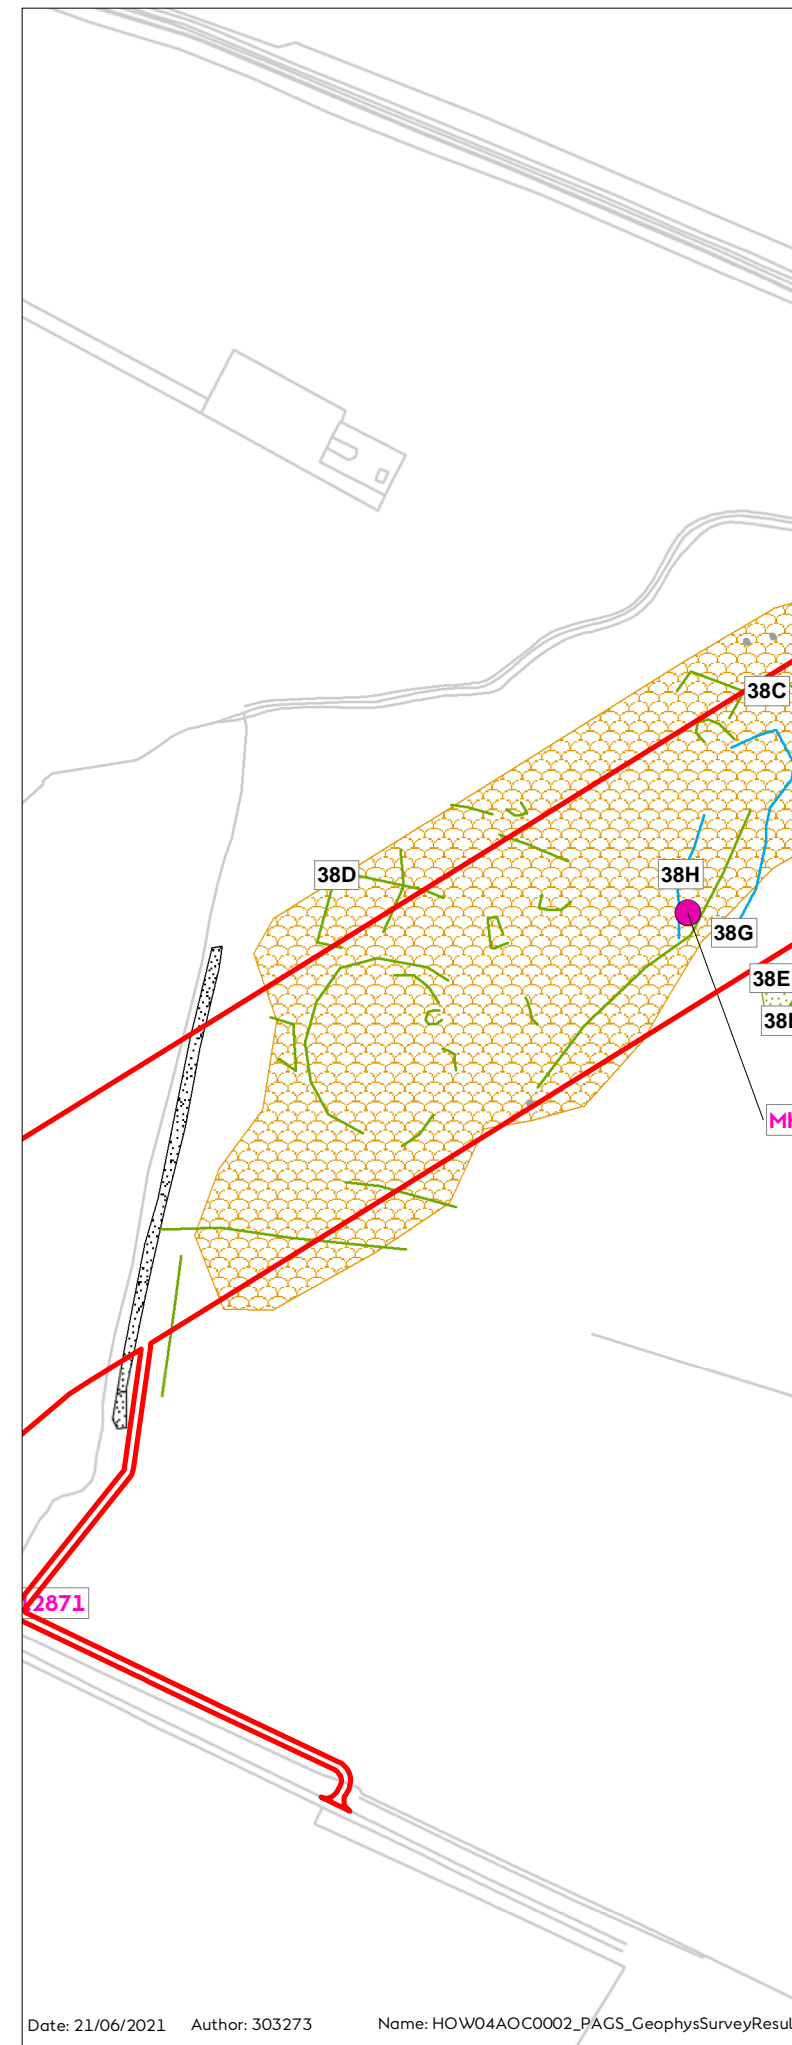 38C
38D
38H
38G
38E
2871
Date: 21/06/2021 Author: 303273 Name: HOW04AOC0002_PAGS_GeophysSurveyResul